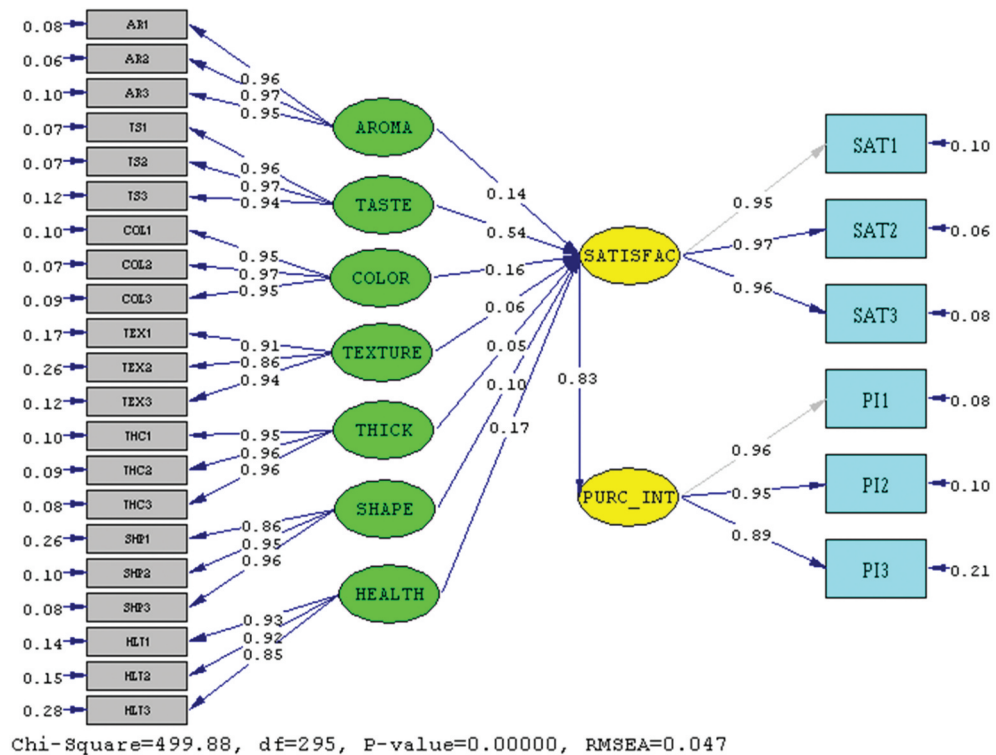 0.08 AR1
0.06 AR2
0.10 AR3
0.07 TS1
0.07 TS2
0.12 TS3
0.10 COL1
0.07 COL2
0.09 COL3
0.17 TEX1
0.26 TEX2
0.12 TEX3
0.10 THC1
0.09 THC2
0.08 THC3
0.26 SHP1
0.10 SHP2
0.08 SHP3
0.14 HLT1
0.15 HLT2
0.28 HLT3
0.96
0.97
0.95
0.96
0.97
0.94
0.95
0.97
0.95
0.91
0.86
0.94
0.95
0.96
0.96
0.86
0.95
0.96
0.93
0.92
0.85
AROMA
TASTE
COLOR
TEXTURE
THICK
SHAPE
HEALTH
0.14
0.54
0.16
0.06
0.05
0.10
0.17
SATISFAC
0.83
PURC_INT
0.95
0.97
0.96
0.96
0.95
0.89
SAT1 0.10
SAT2 0.06
SAT3 0.08
PI1 0.08
PI2 0.10
PI3 0.21
Chi-Square=499.88, df=295, P-value=0.00000, RMSEA=0.047